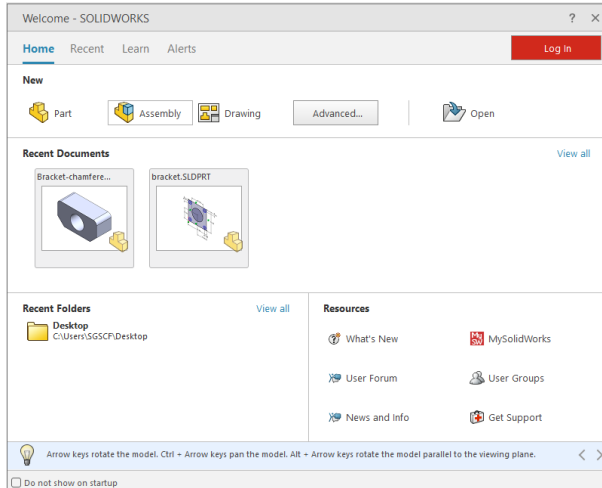 Welcome - SOLIDWORKS
?
Home Recent Learn Alerts Log In
New
Part Assembly Drawing Advanced... Open
Recent Documents View all
Bracket-chamfere... bracket.SLDPRT
Recent Folders View all Resources
Desktop
C:\Users\SGSCF\Desktop
What's New MySolidWorks
User Forum User Groups
News and Info Get Support
Arrow keys rotate the model. Ctrl + Arrow keys pan the model. Alt + Arrow keys rotate the model parallel to the viewing plane.
Do not show on startup